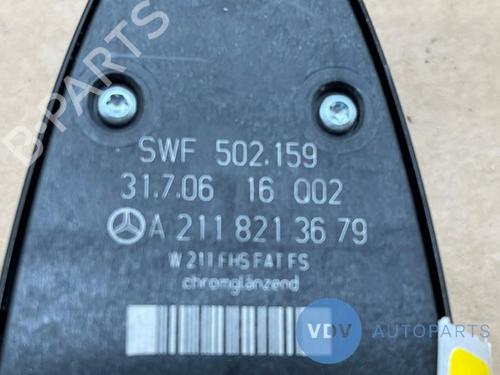 B-PARTS
SWF 502.159
31.7.06 16 Q02
A 211 821 36 79
W211 FHS FAT FS
chromglänzend
VDV AUTOPARTS